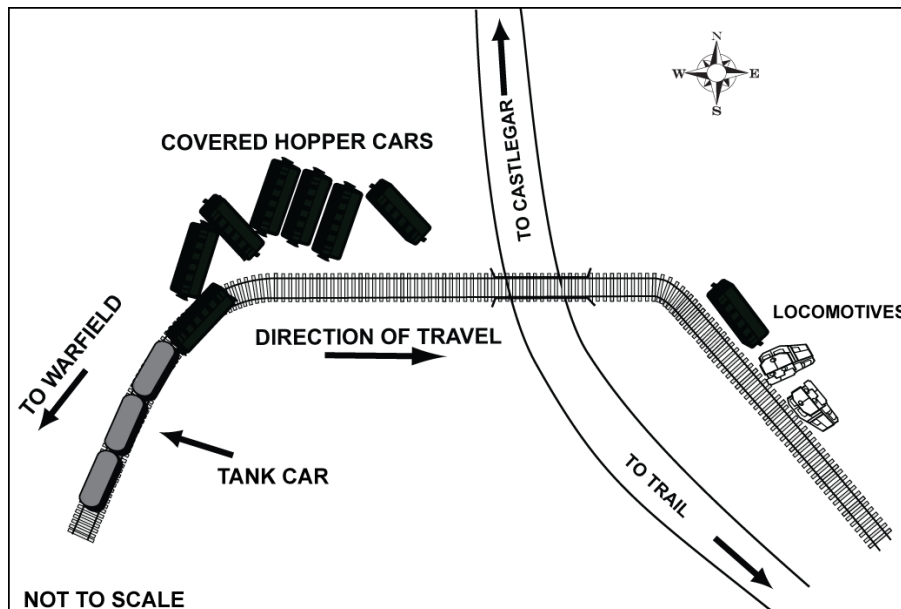 N
W E
S
COVERED HOPPER CARS
TO CASTLEGAR
LOCOMOTIVES
DIRECTION OF TRAVEL
TO WARFIELD
TANK CAR
TO TRAIL
NOT TO SCALE